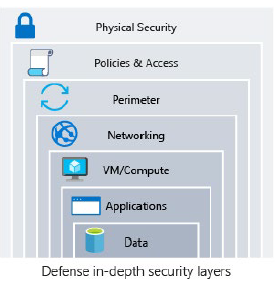 Physical Security
Policies & Access
Perimeter
Networking
VM/Compute
Applications
Data
Defense in-depth security layers